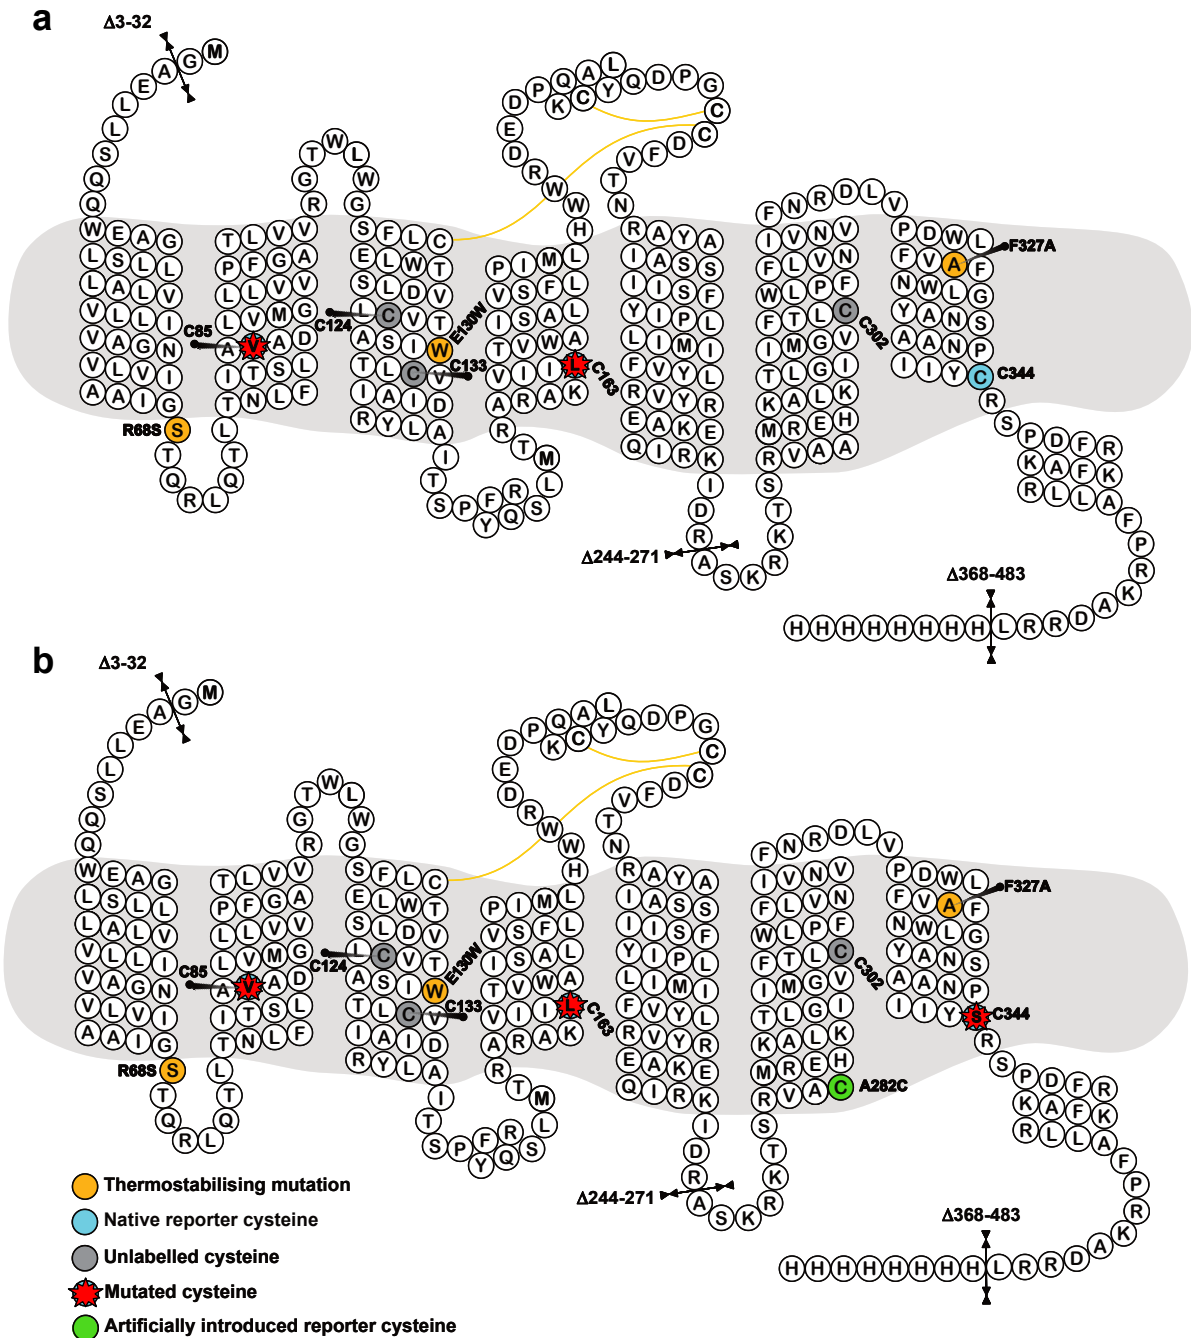 a
Δ3-32
M G A E L L S Q Q
W E A G
L S L L
L A L V
V L L I
V A G N
V L V I
A A I G
R68S S
T Q R L Q T L
T L V V
P F G A
L L V V
L V M G
C85 A V A D
I T S L
T N L F
R G T W L W G
S F L C
E L W T
S L D V
C124 L C V T
A S I W E130W
T L C V C133
I A I D
R Y L A
I T S P Y F Q R S L M T R
P I M L
V S F L
I S A L
T V W A
V I I L C163
A R A K
H W W R D E D P K Q C A L Y Q D P G C C D F V T N
R A Y A
I A S S
I I S F
Y I P L
L I M I
F V Y L
R V Y R
E A K E
Q I R K
I D R A S K R K T S
Δ244-271
F N R D L V
I V N V
F L V N
W L P F
F T L C C302
I M G V
T L G I
K A L K
M R E H
R V A A
P D W L
F V A F F327A
N W L G
Y A N S
A A N P
I I Y C C344
R S P D F R
K A F K
R L L A
F P R K A D R R L
Δ368-483
H H H H H H H H
b
Δ3-32
M G A E L L S Q Q
W E A G
L S L L
L A L V
V L L I
V A G N
V L V I
A A I G
R68S S
T Q R L Q T L
T L V V
P F G A
L L V V
L V M G
C85 A V A D
I T S L
T N L F
R G T W L W G
S F L C
E L W T
S L D V
C124 L C V T
A S I W E130W
T L C V C133
I A I D
R Y L A
I T S P Y F Q R S L M T R
P I M L
V S F L
I S A L
T V W A
V I I L C163
A R A K
H W W R D E D P K Q C A L Y Q D P G C C D F V T N
R A Y A
I A S S
I I S F
Y I P L
L I M I
F V Y L
R V Y R
E A K E
Q I R K
I D R A S K R K T S
Δ244-271
F N R D L V
I V N V
F L V N
W L P F
F T L C C302
I M G V
T L G I
K A L K
M R E H
R V A C A282C
P D W L
F V A F F327A
N W L G
Y A N S
A A N P
I I Y S C344
R S P D F R
K A F K
R L L A
F P R K A D R R L
Δ368-483
H H H H H H H H
Thermostabilising mutation
Native reporter cysteine
Unlabelled cysteine
Mutated cysteine
Artificially introduced reporter cysteine